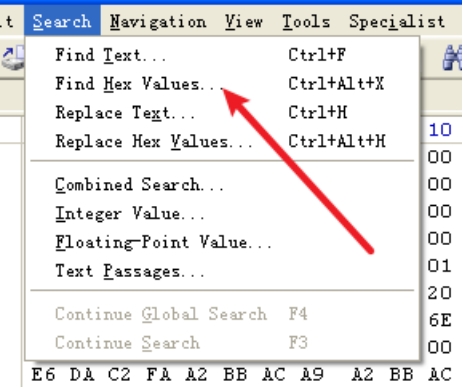 t Search Navigation View Tools Specialist
Find Text... Ctrl+F
Find Hex Values... Ctrl+Alt+X
10
Replace Text... Ctrl+H
Replace Hex Values... Ctrl+Alt+H
00
Combined Search...
00
Integer Value...
00
Floating-Point Value...
00
Text Passages...
01
20
Continue Global Search F4
6E
Continue Search F3
00
E6 DA C2 FA A2 BB AC A9 A2 BB AC